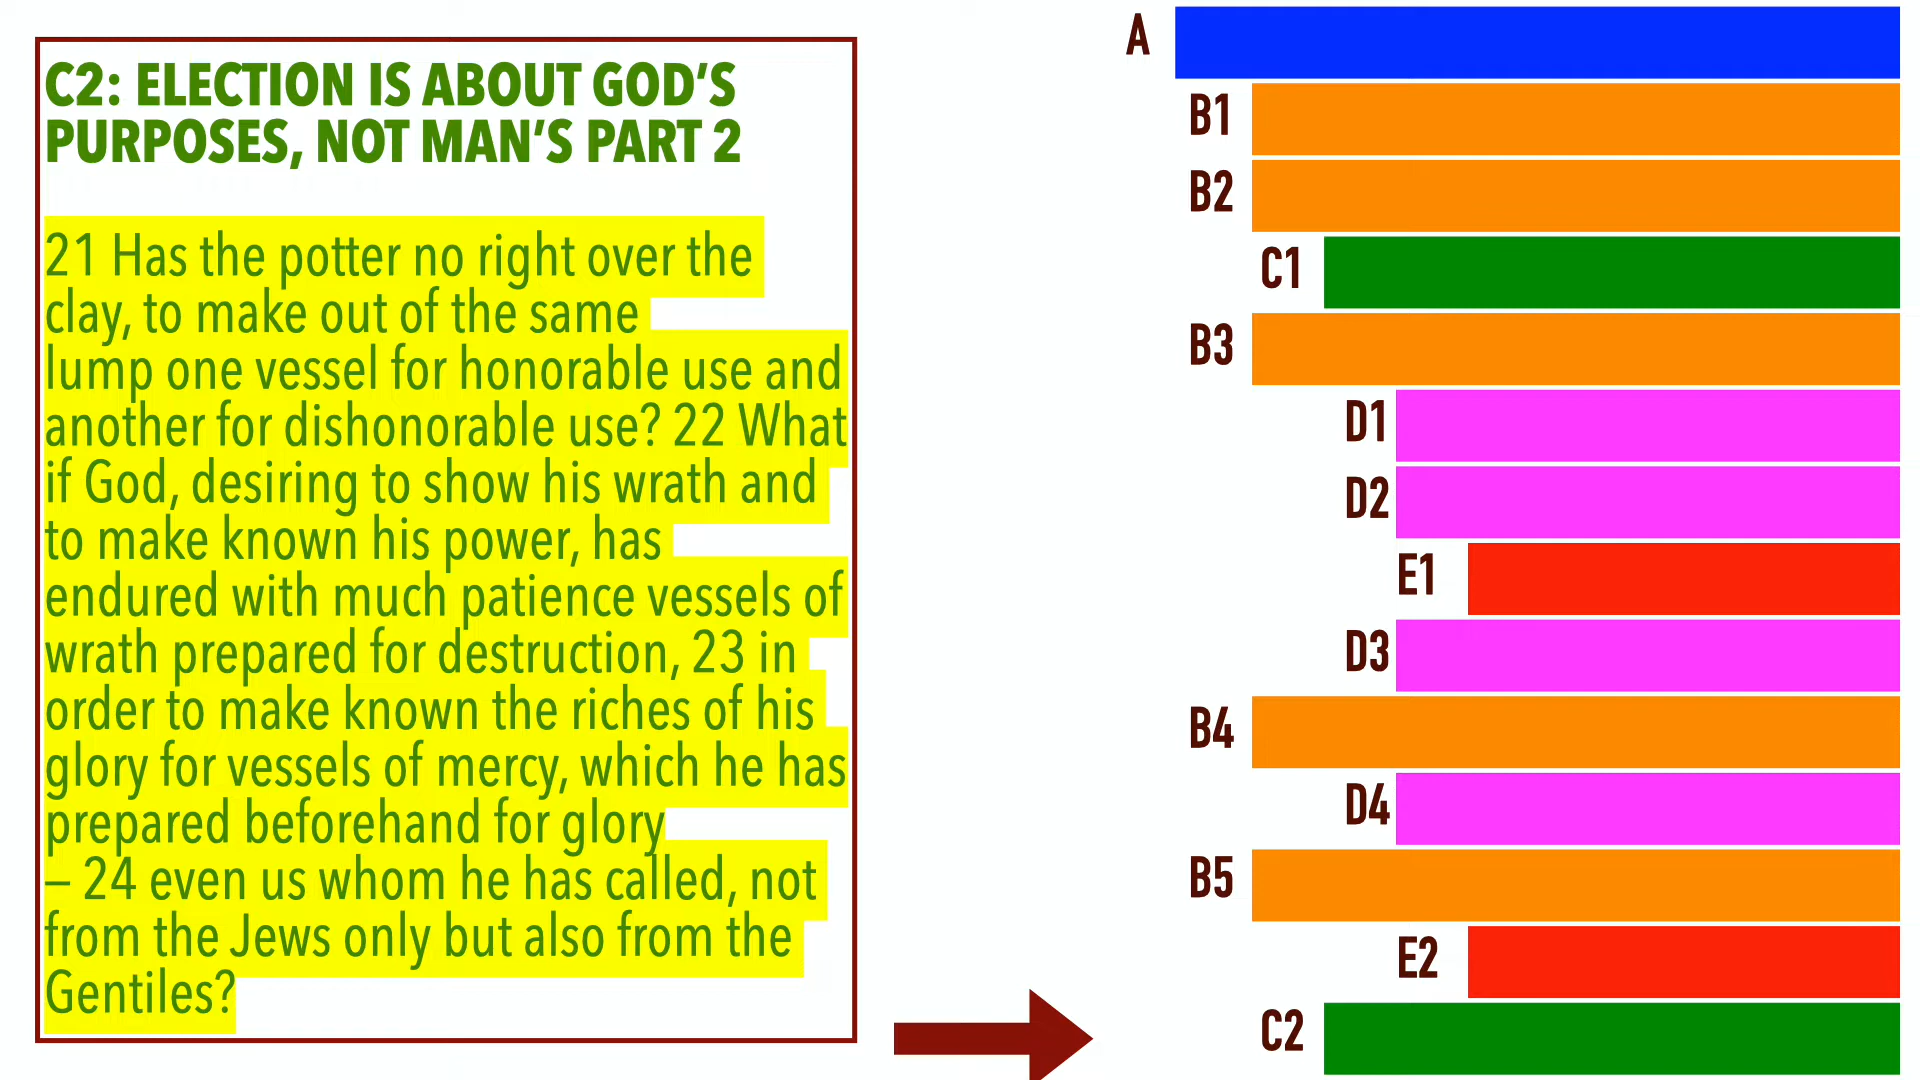 C2: ELECTION IS ABOUT GOD'S
PURPOSES, NOT MAN'S PART 2
21 Has the potter no right over the
clay, to make out of the same
lump one vessel for honorable use and
another for dishonorable use? 22 What
if God, desiring to show his wrath and
to make known his power, has
endured with much patience vessels of
wrath prepared for destruction, 23 in
order to make known the riches of his
glory for vessels of mercy, which he has
prepared beforehand for glory
– 24 even us whom he has called, not
from the Jews only but also from the
Gentiles?
A
B1
B2
C1
B3
D1
D2
E1
D3
B4
D4
B5
E2
C2